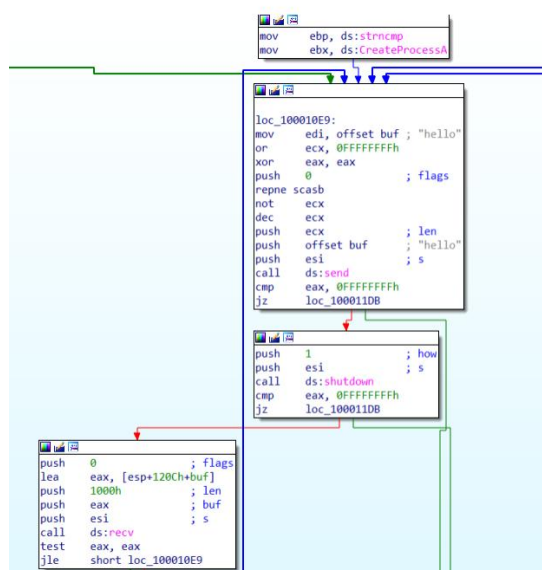 mov ebp, ds:strncmp
mov ebx, ds:CreateProcessA
loc_100010E9:
mov edi, offset buf ; "hello"
or ecx, 0FFFFFFFFh
xor eax, eax
push 0 ; flags
repne scasb
not ecx
dec ecx
push ecx ; len
push offset buf ; "hello"
push esi ; s
call ds:send
cmp eax, 0FFFFFFFFh
jz loc_100011DB
push 1 ; how
push esi ; s
call ds:shutdown
cmp eax, 0FFFFFFFFh
jz loc_100011DB
push 0 ; flags
lea eax, [esp+120Ch+buf]
push 1000h ; len
push eax ; buf
push esi ; s
call ds:recv
test eax, eax
jle short loc_100010E9